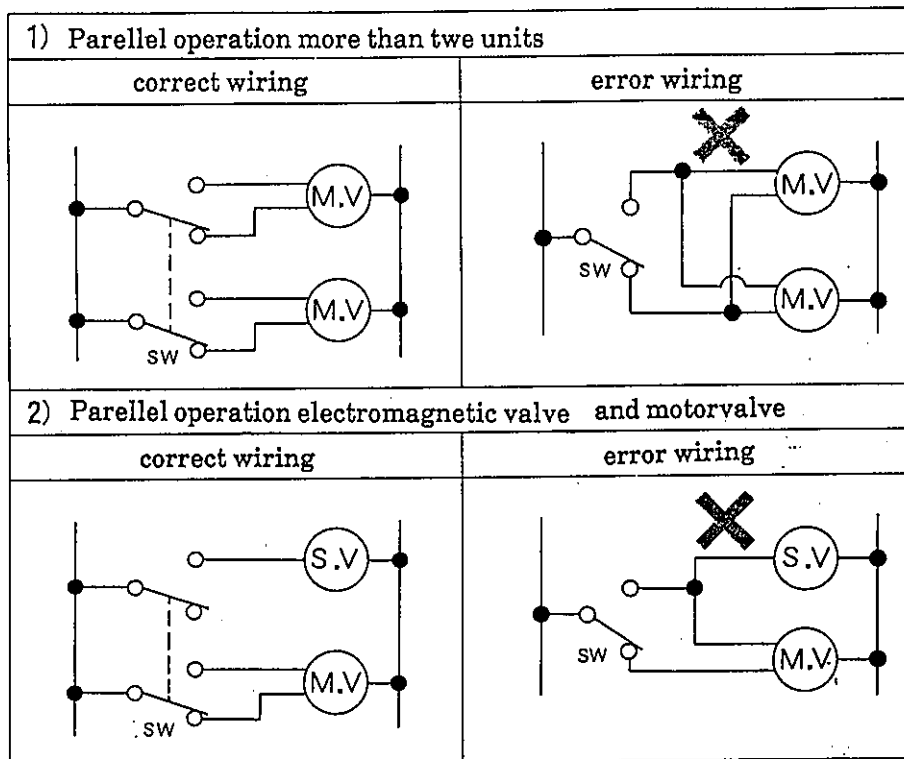 1) Parellel operation more than two units
correct wiring
error wiring
M.V
M.V
SW
M.V
SW
M.V
2) Parellel operation electromagnetic valve and motorvalve
correct wiring
error wiring
S.V
M.V
SW
S.V
SW
M.V